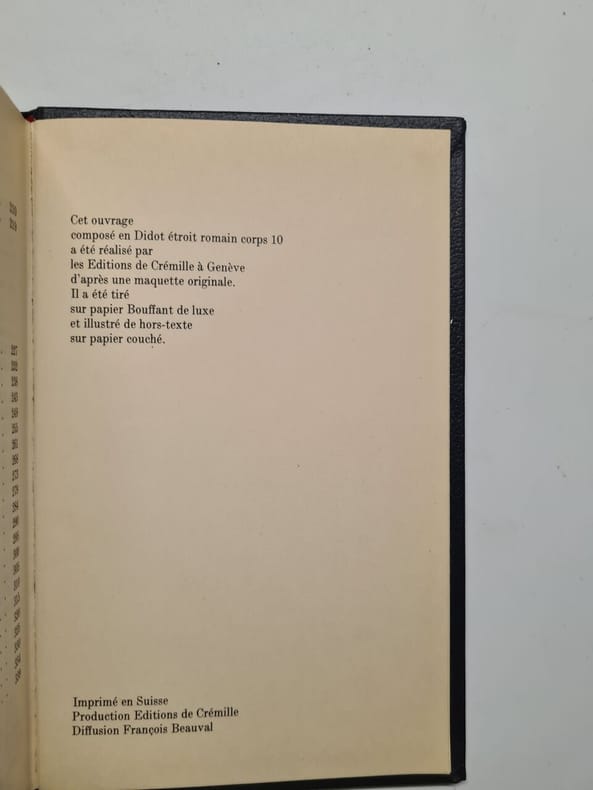 Cet ouvrage
composé en Didot étroit romain corps 10
a été réalisé par
les Editions de Crémille à Genève
d'après une maquette originale.
Il a été tiré
sur papier Bouffant de luxe
et illustré de hors-texte
sur papier couché.
Imprimé en Suisse
Production Editions de Crémille
Diffusion François Beauval